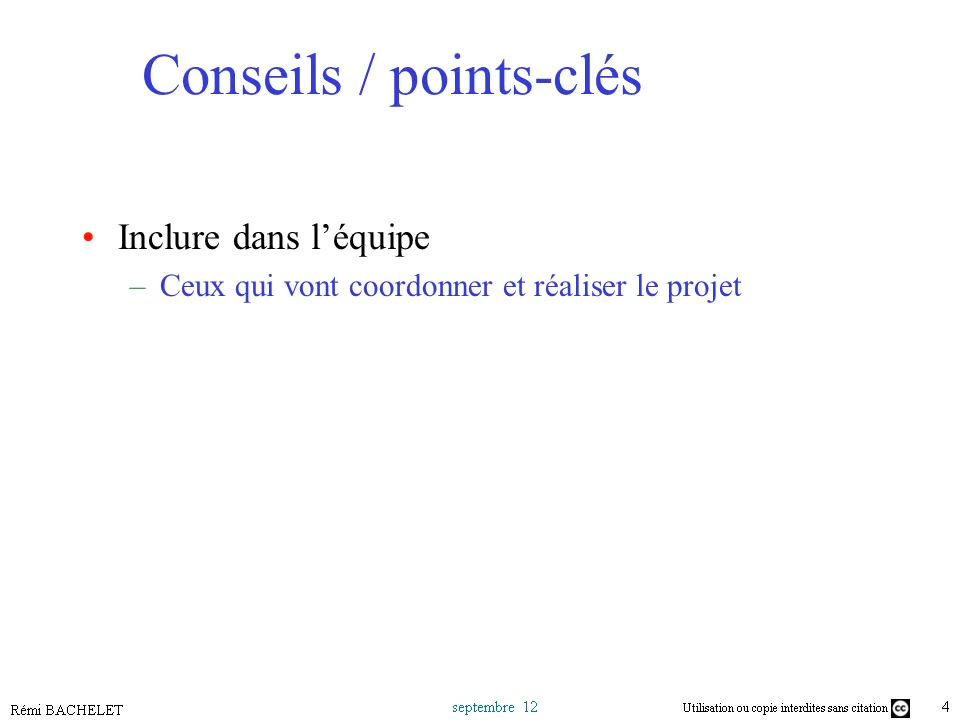 Conseils / points-clés
• Inclure dans l’équipe
– Ceux qui vont coordonner et réaliser le projet
Rémi BACHELET
septembre 12
Utilisation ou copie interdites sans citation
cc
4